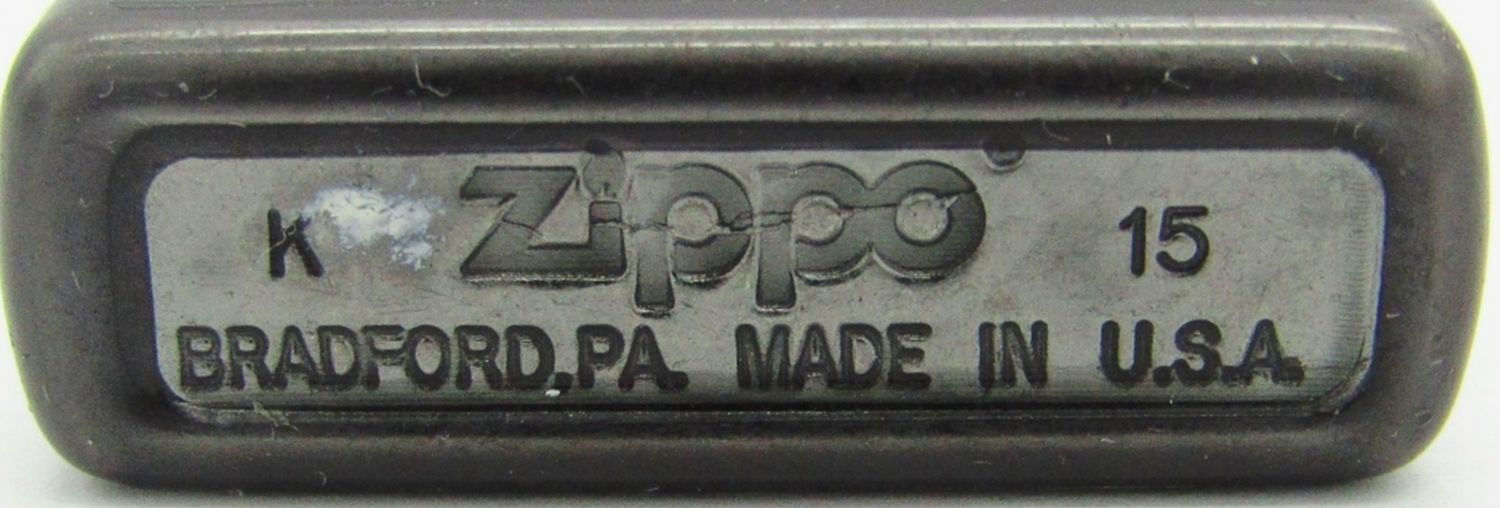 K Zippo 15
BRADFORD,PA. MADE IN U.S.A.